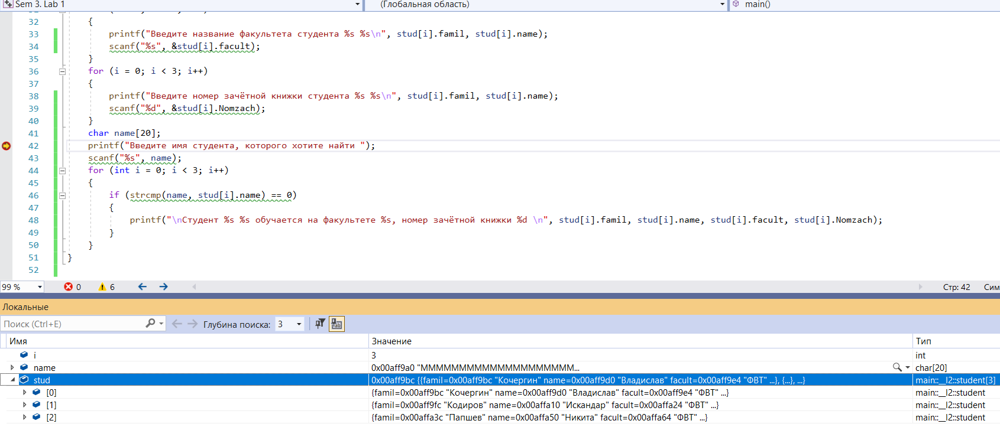 Sem 3. Lab 1 (Глобальная область) main()
32 {
33 printf("Введите название факультета студента %s %s\n", stud[i].famil, stud[i].name);
34 scanf("%s", &stud[i].facult);
35 }
36 for (i = 0; i < 3; i++)
37 {
38 printf("Введите номер зачётной книжки студента %s %s\n", stud[i].famil, stud[i].name);
39 scanf("%d", &stud[i].Nomzach);
40 }
41 char name[20];
42 printf("Введите имя студента, которого хотите найти ");
43 scanf("%s", name);
44 for (int i = 0; i < 3; i++)
45 {
46 if (strcmp(name, stud[i].name) == 0)
47 {
48 printf("\nСтудент %s %s обучается на факультете %s, номер зачётной книжки %d \n", stud[i].famil, stud[i].name, stud[i].facult, stud[i].Nomzach);
49 }
50 }
51 }
52
99 % 0 6 Стр: 42 Сим
Локальные
Поиск (Ctrl+E) Глубина поиска: 3
Имя Значение Тип
i 3 int
name 0x00aff9a0 "MMMMMMMMMMMMMMMMMMMM... char[20]
stud 0x00aff9bc {{famil=0x00aff9bc "Кочергин" name=0x00aff9d0 "Владислав" facult=0x00aff9e4 "ФВТ" ...}, {...}, ...} main::__l2::student[3]
[0] {famil=0x00aff9bc "Кочергин" name=0x00aff9d0 "Владислав" facult=0x00aff9e4 "ФВТ" ...} main::__l2::student
[1] {famil=0x00aff9fc "Кодиров" name=0x00affa10 "Искандар" facult=0x00affa24 "ФВТ" ...} main::__l2::student
[2] {famil=0x00affa3c "Папшев" name=0x00affa50 "Никита" facult=0x00affa64 "ФВТ" ...} main::__l2::student